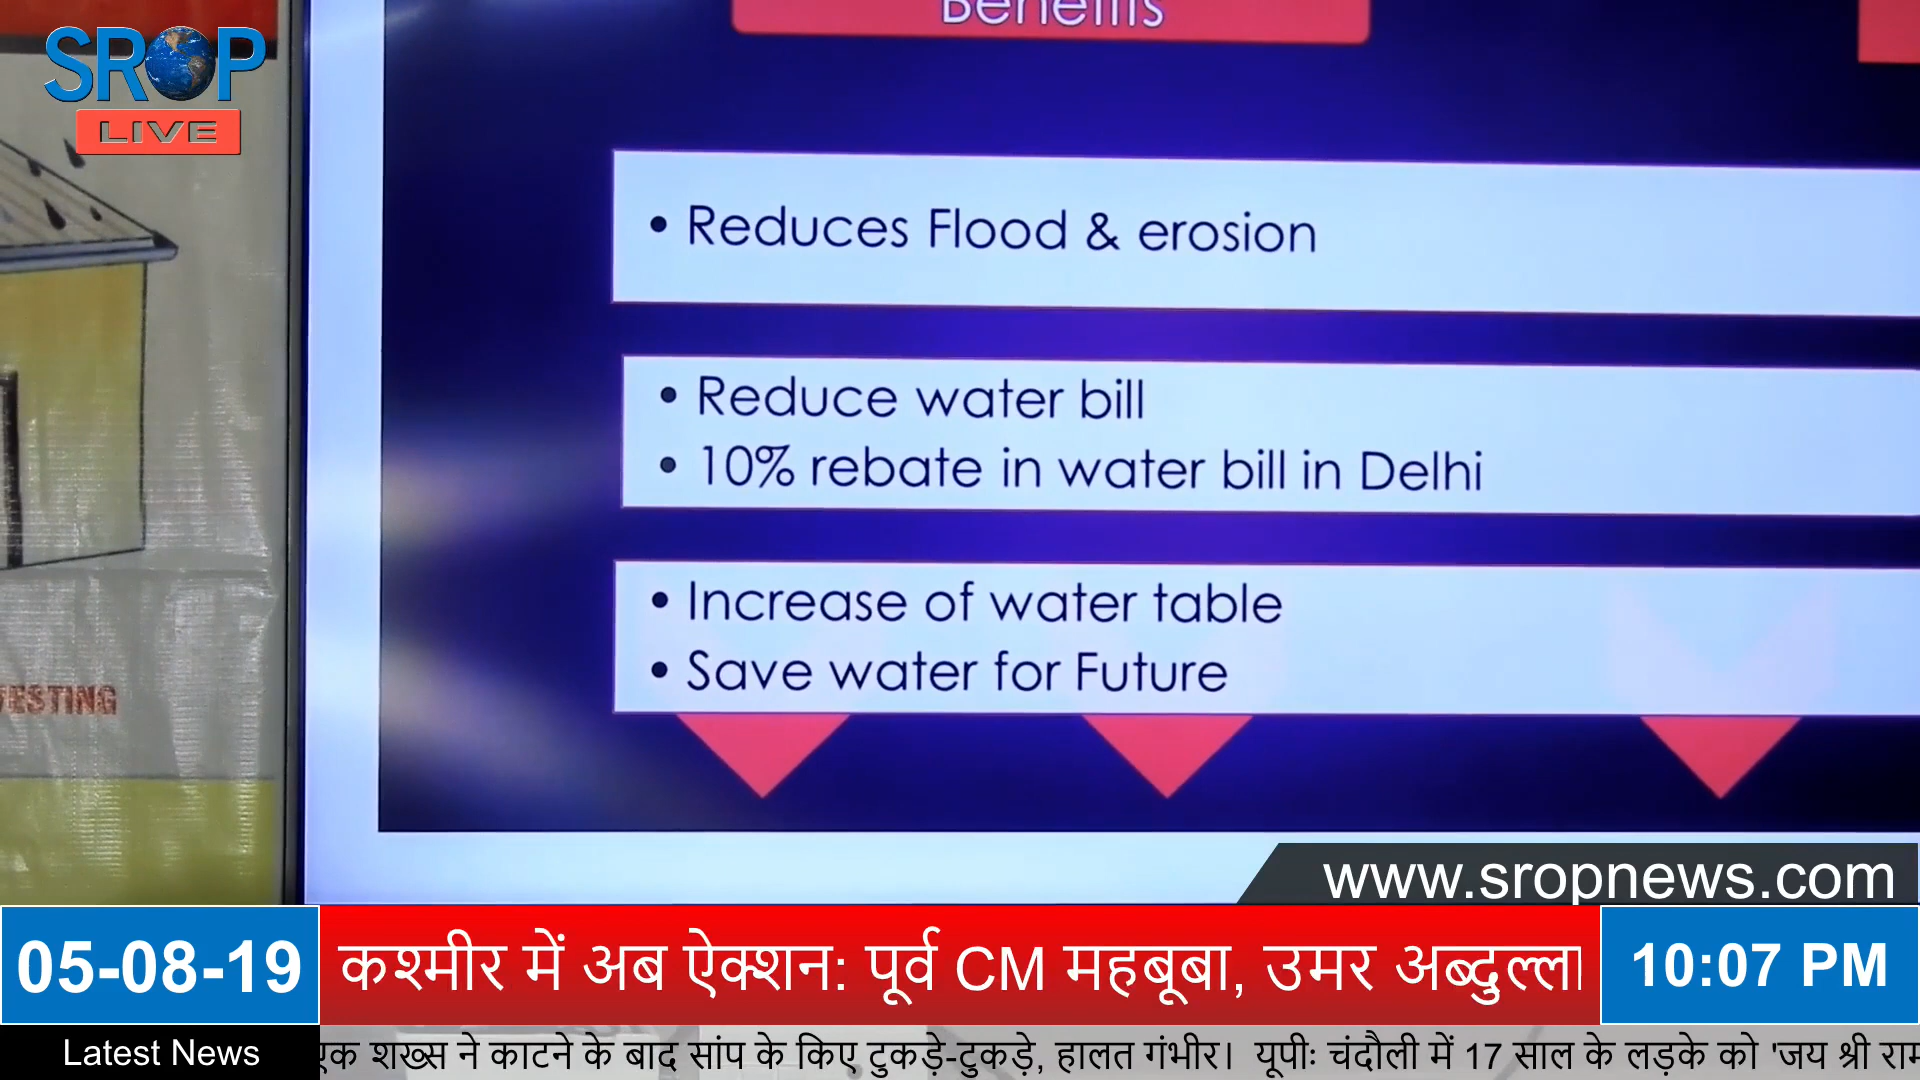 SROP
LIVE
Benefits
• Reduces Flood & erosion
• Reduce water bill
• 10% rebate in water bill in Delhi
• Increase of water table
• Save water for Future
VESTING
www.sropnews.com
05-08-19
कश्मीर में अब ऐक्शन: पूर्व CM महबूबा, उमर अब्दुल्ला
10:07 PM
Latest News
एक शख्स ने काटने के बाद सांप के किए टुकड़े-टुकड़े, हालत गंभीर। यूपीः चंदौली में 17 साल के लड़के को 'जय श्री राम